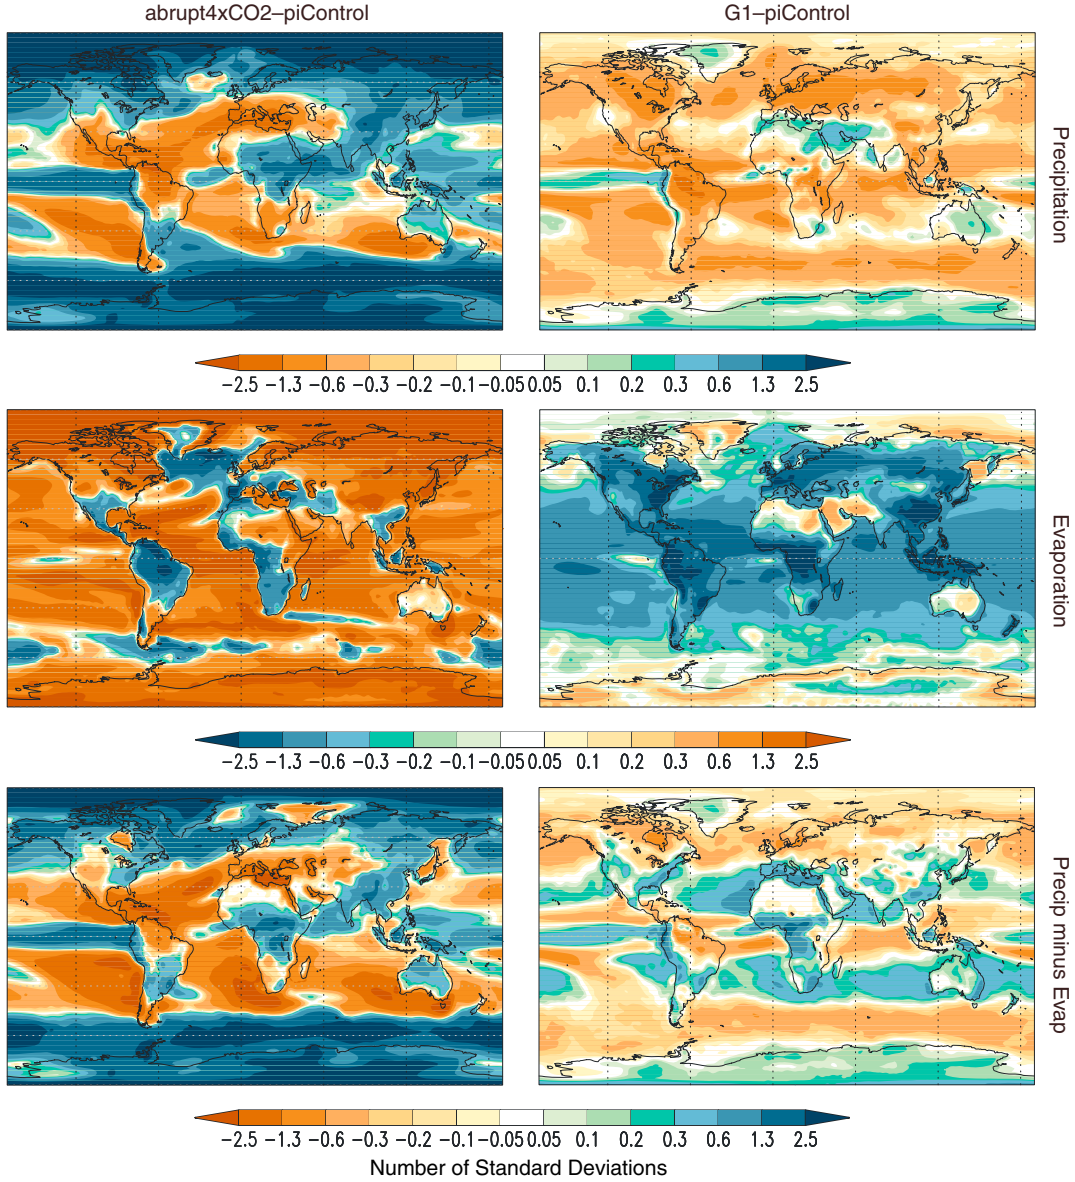 abrupt4xCO2–piControl
G1–piControl
Precipitation
−2.5 −1.3 −0.6 −0.3 −0.2 −0.1 −0.05 0.05 0.1 0.2 0.3 0.6 1.3 2.5
Evaporation
−2.5 −1.3 −0.6 −0.3 −0.2 −0.1 −0.05 0.05 0.1 0.2 0.3 0.6 1.3 2.5
Precip minus Evap
−2.5 −1.3 −0.6 −0.3 −0.2 −0.1 −0.05 0.05 0.1 0.2 0.3 0.6 1.3 2.5
Number of Standard Deviations